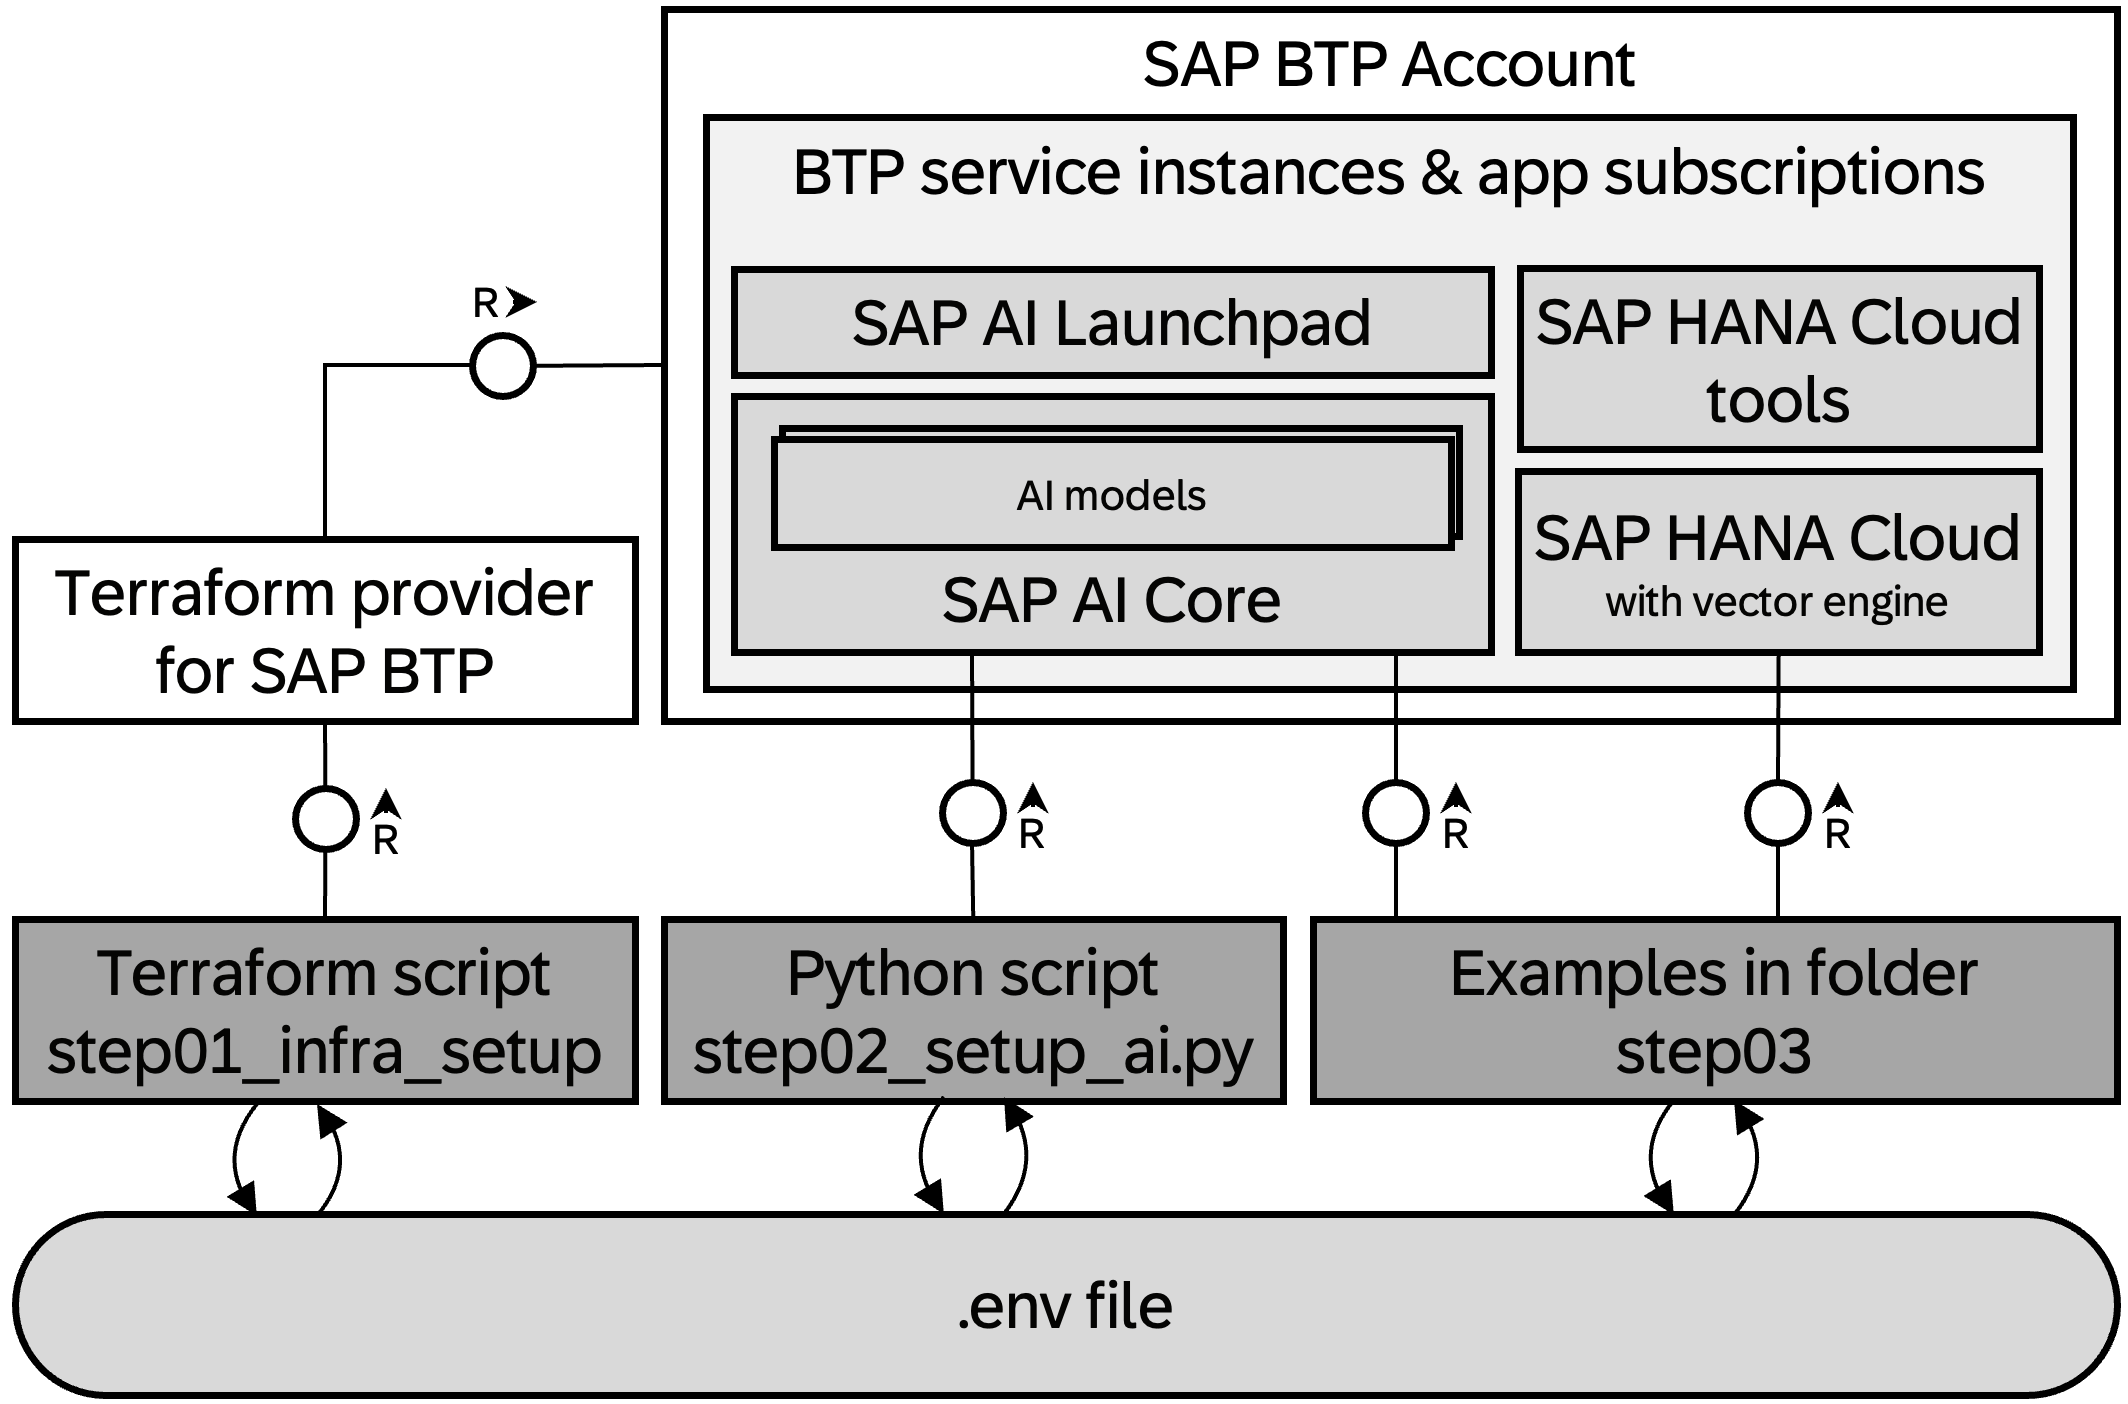 SAP BTP Account
BTP service instances & app subscriptions
R
SAP AI Launchpad
SAP HANA Cloud
tools
AI models
SAP AI Core
SAP HANA Cloud
with vector engine
Terraform provider
for SAP BTP
R
R
R
R
Terraform script
step01_infra_setup
Python script
step02_setup_ai.py
Examples in folder
step03
.env file